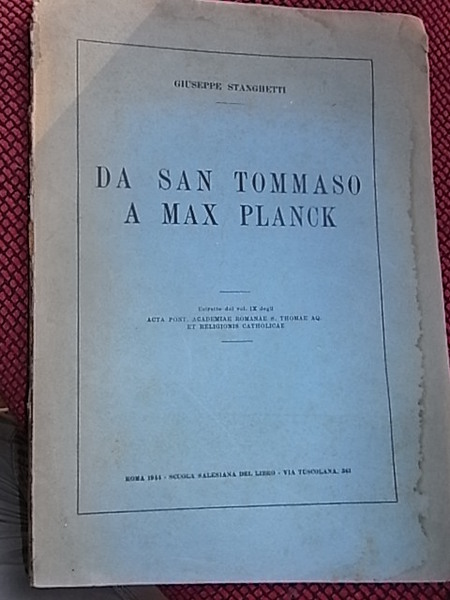 GIUSEPPE STANGHETTI
DA SAN TOMMASO
A MAX PLANCK
Estratto dal vol. IX degli
ACTA PONT. ACADEMIAE ROMANAE S. THOMAE AQ.
ET RELIGIONIS CATHOLICAE
ROMA 1944 - SCUOLA SALESIANA DEL LIBRO - VIA TUSCOLANA, 361